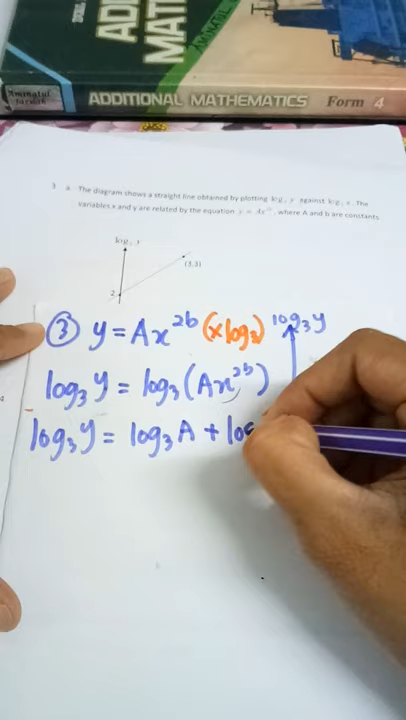 ADDITIONAL MATHEMATICS Form 4
3 a. The diagram shows a straight line obtained by plotting log₃ y against log₃ x. The
variables x and y are related by the equation y = Ax²ᵇ, where A and b are constants
log₃ y
(3,3)
2
③ y = Ax²ᵇ (x log₃) log₃ y
log₃ y = log₃ (Ax²ᵇ)
log₃ y = log₃ A + log